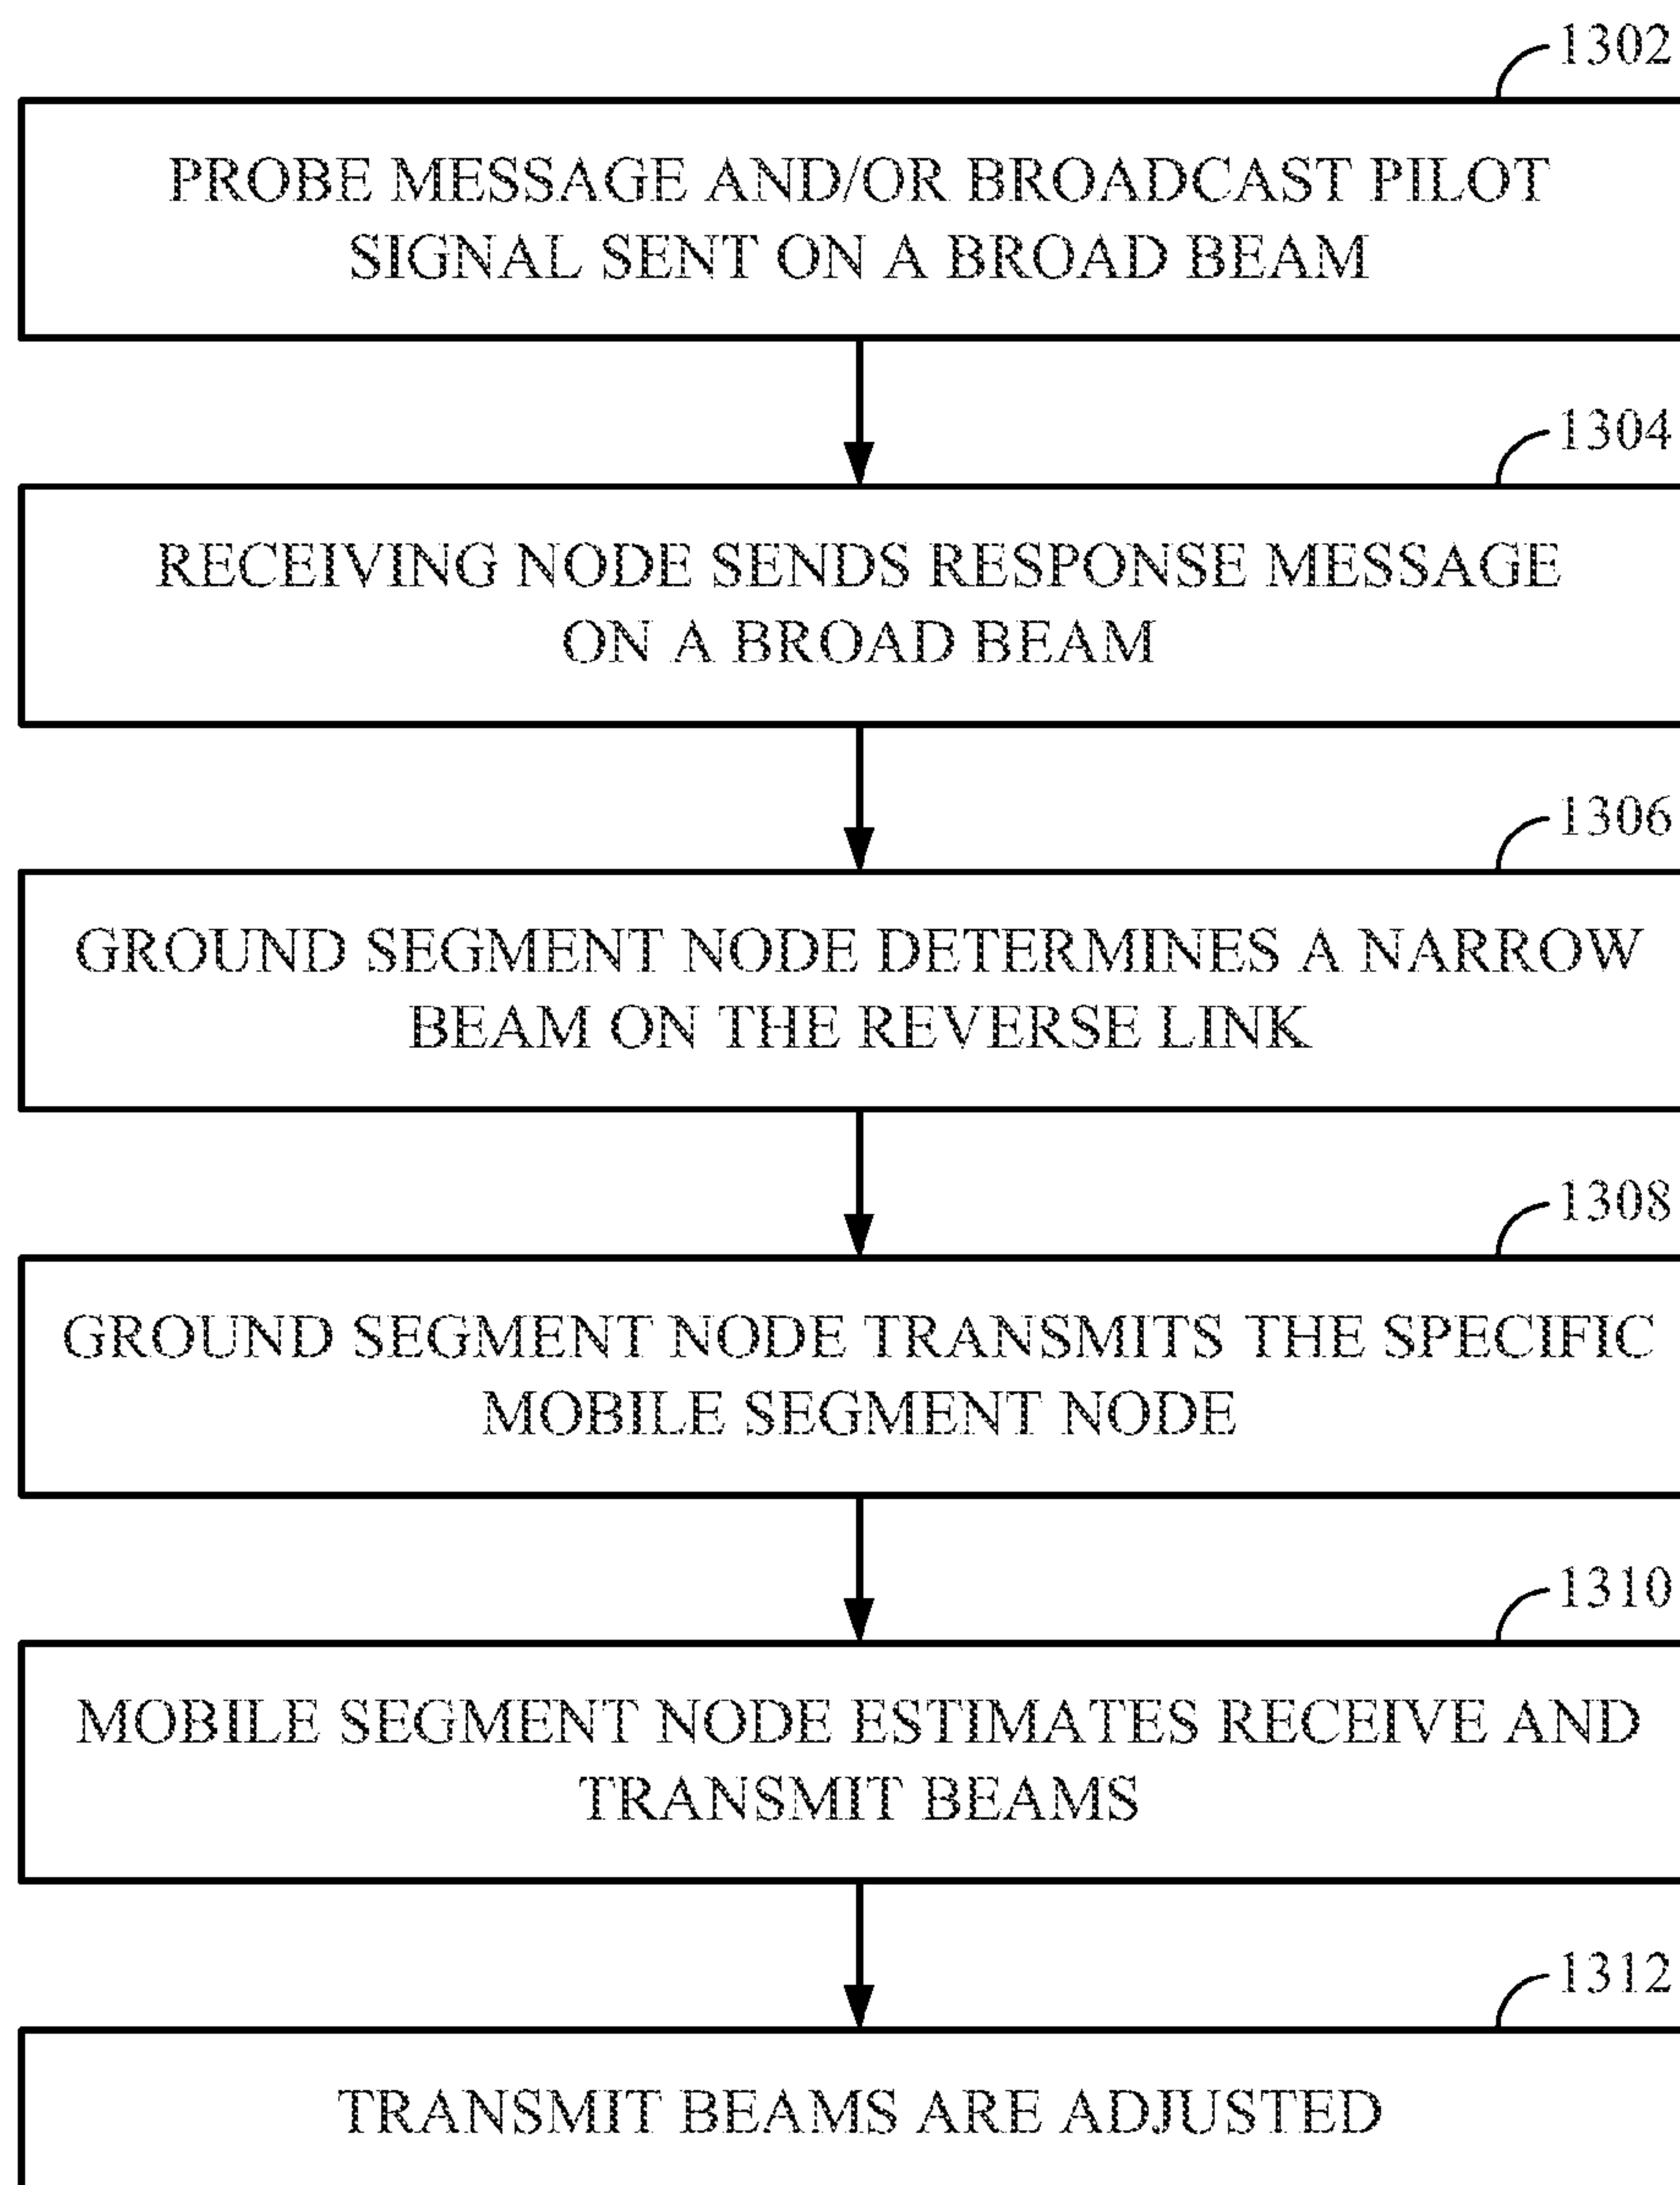 1302
PROBE MESSAGE AND/OR BROADCAST PILOT
SIGNAL SENT ON A BROAD BEAM
1304
RECEIVING NODE SENDS RESPONSE MESSAGE
ON A BROAD BEAM
1306
GROUND SEGMENT NODE DETERMINES A NARROW
BEAM ON THE REVERSE LINK
1308
GROUND SEGMENT NODE TRANSMITS THE SPECIFIC
MOBILE SEGMENT NODE
1310
MOBILE SEGMENT NODE ESTIMATES RECEIVE AND
TRANSMIT BEAMS
1312
TRANSMIT BEAMS ARE ADJUSTED